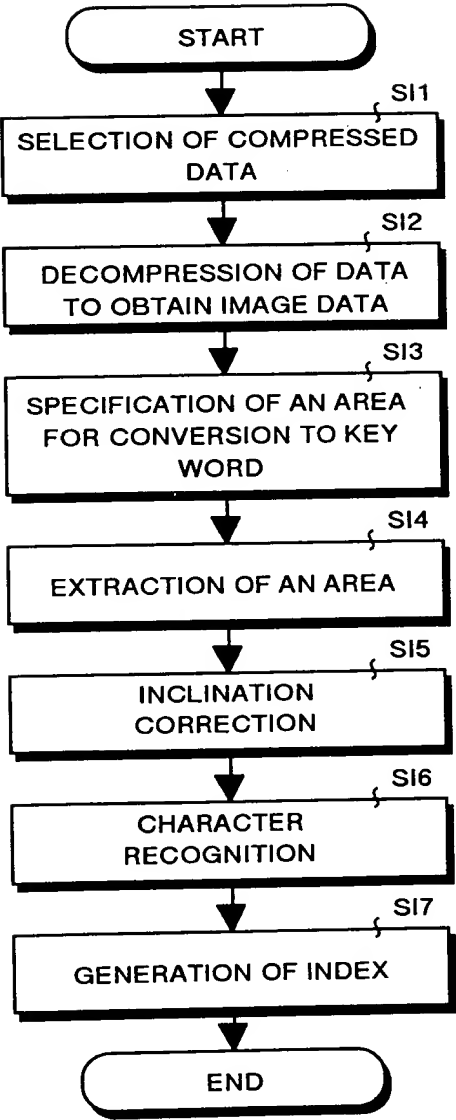 START
SI1
SELECTION OF COMPRESSED
DATA
SI2
DECOMPRESSION OF DATA
TO OBTAIN IMAGE DATA
SI3
SPECIFICATION OF AN AREA
FOR CONVERSION TO KEY
WORD
SI4
EXTRACTION OF AN AREA
SI5
INCLINATION
CORRECTION
SI6
CHARACTER
RECOGNITION
SI7
GENERATION OF INDEX
END